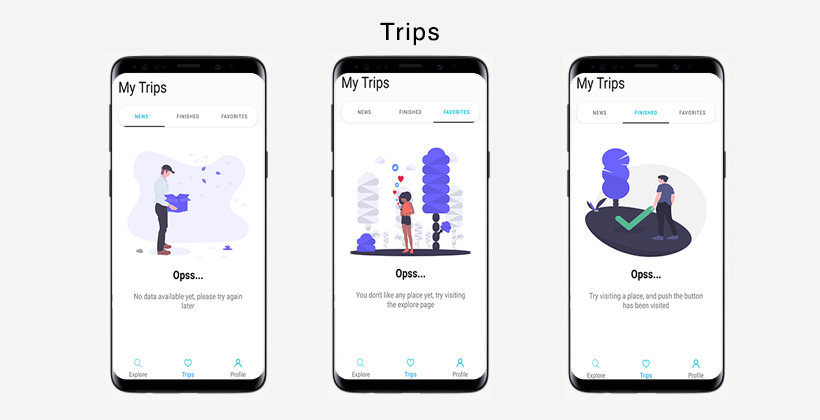 Trips
My Trips
NEWS FINISHED FAVORITES
Opss...
No data available yet, please try again
later
Explore Trips Profile
My Trips
NEWS FINISHED FAVORITES
Opss...
You don't like any place yet, try visiting
the explore page
Explore Trips Profile
My Trips
NEWS FINISHED FAVORITES
Opss...
Try visiting a place, and push the button
has been visited
Explore Trips Profile